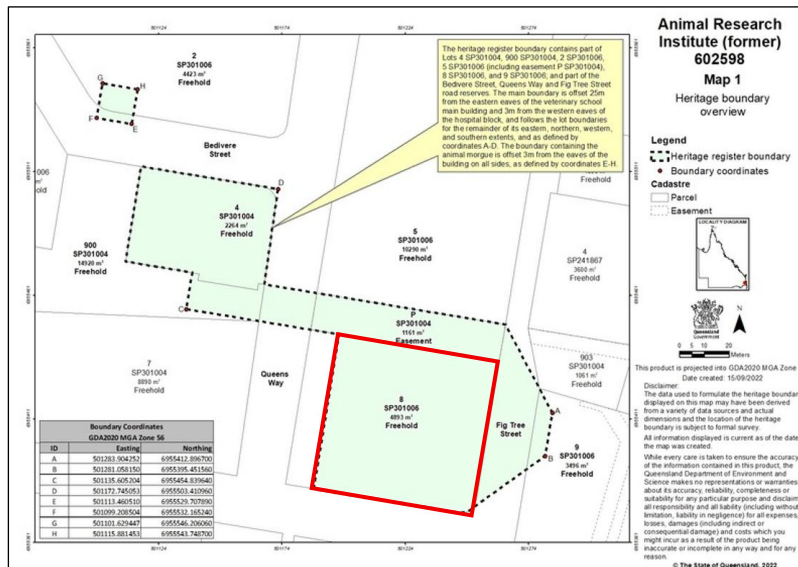 Animal Research
Institute (former)
602598
Map 1
Heritage boundary
overview
Legend
Heritage register boundary
Boundary coordinates
Cadastre
Parcel
Easement
LOCALITY DIAGRAM
Queensland
Government
N
0 5 10 20
Meters
This product is projected into GDA2020 MGA Zone
Date created: 15/09/2022
Disclaimer:
The data used to formulate the heritage boundary
displayed on this map may have been derived
from a variety of data sources and actual
dimensions and the location of the heritage
boundary is subject to formal survey.
All information displayed is current as of the date
the map was created.
While every care is taken to ensure the accuracy
of the information contained in this product, the
Queensland Department of Environment and
Science makes no representations or warranties
about its accuracy, reliability, completeness or
suitability for any particular purpose and disclaim
all responsibility and all liability (including without
limitation, liability in negligence) for all expenses,
losses, damages (including indirect or
consequential damage) and costs which you
might incur as a result of the product being
inaccurate or incomplete in any way and for any
reason.
© The State of Queensland, 2022
The heritage register boundary contains part of
Lots 4 SP301004, 900 SP301004, 2 SP301006,
5 SP301006 (including easement P SP301004),
8 SP301006, and 9 SP301006; and part of the
Bedivere Street, Queens Way and Fig Tree Street
road reserves. The main boundary is offset 25m
from the eastern eaves of the veterinary school
main building and 3m from the western eaves of
the hospital block, and follows the lot boundaries
for the remainder of its eastern, northern, western,
and southern extents, and as defined by
coordinates A-D. The boundary containing the
animal morgue is offset 3m from the eaves of the
building on all sides, as defined by coordinates E-H.
501124
501174
501224
501274
2
SP301006
4423 m²
Freehold
G
H
F
E
Bedivere
Street
D
4
SP301004
2264 m²
Freehold
900
SP301004
14920 m²
Freehold
5
SP301006
10290 m²
Freehold
4
SP241867
3600 m²
Freehold
C
P
SP301004
1161 m²
Easement
7
SP301004
8890 m²
Freehold
Queens
Way
903
SP301004
1061 m²
Freehold
8
SP301006
4893 m²
Freehold
Fig Tree
Street
A
B
9
SP301006
3496 m²
Freehold
Boundary Coordinates
GDA2020 MGA Zone 56
ID Easting Northing
A 501283.904252 6955412.896700
B 501281.058150 6955395.451560
C 501135.605204 6955454.839640
D 501172.745053 6955503.410960
E 501113.460510 6955529.707890
F 501099.208504 6955532.165240
G 501101.629447 6955546.206060
H 501115.881453 6955543.748700
501124
501174
501224
501274